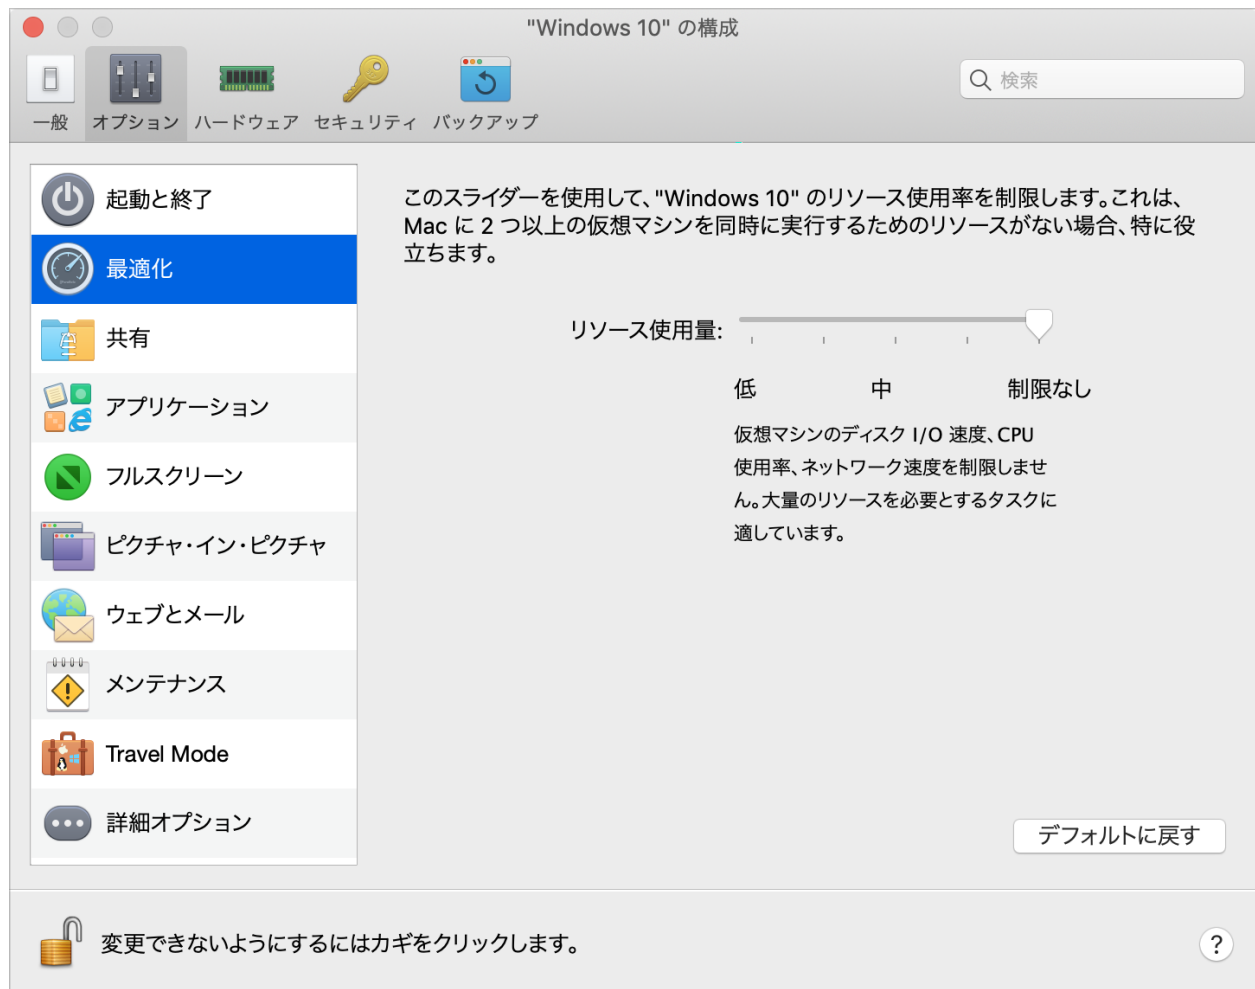 "Windows 10" の構成
一般
オプション
ハードウェア
セキュリティ
バックアップ
検索
起動と終了
最適化
共有
アプリケーション
フルスクリーン
ピクチャ・イン・ピクチャ
ウェブとメール
メンテナンス
Travel Mode
詳細オプション
このスライダーを使用して、"Windows 10" のリソース使用率を制限します。これは、
Mac に 2 つ以上の仮想マシンを同時に実行するためのリソースがない場合、特に役
立ちます。
リソース使用量:
低 中 制限なし
仮想マシンのディスク I/O 速度、CPU
使用率、ネットワーク速度を制限しませ
ん。大量のリソースを必要とするタスクに
適しています。
デフォルトに戻す
変更できないようにするにはカギをクリックします。
?